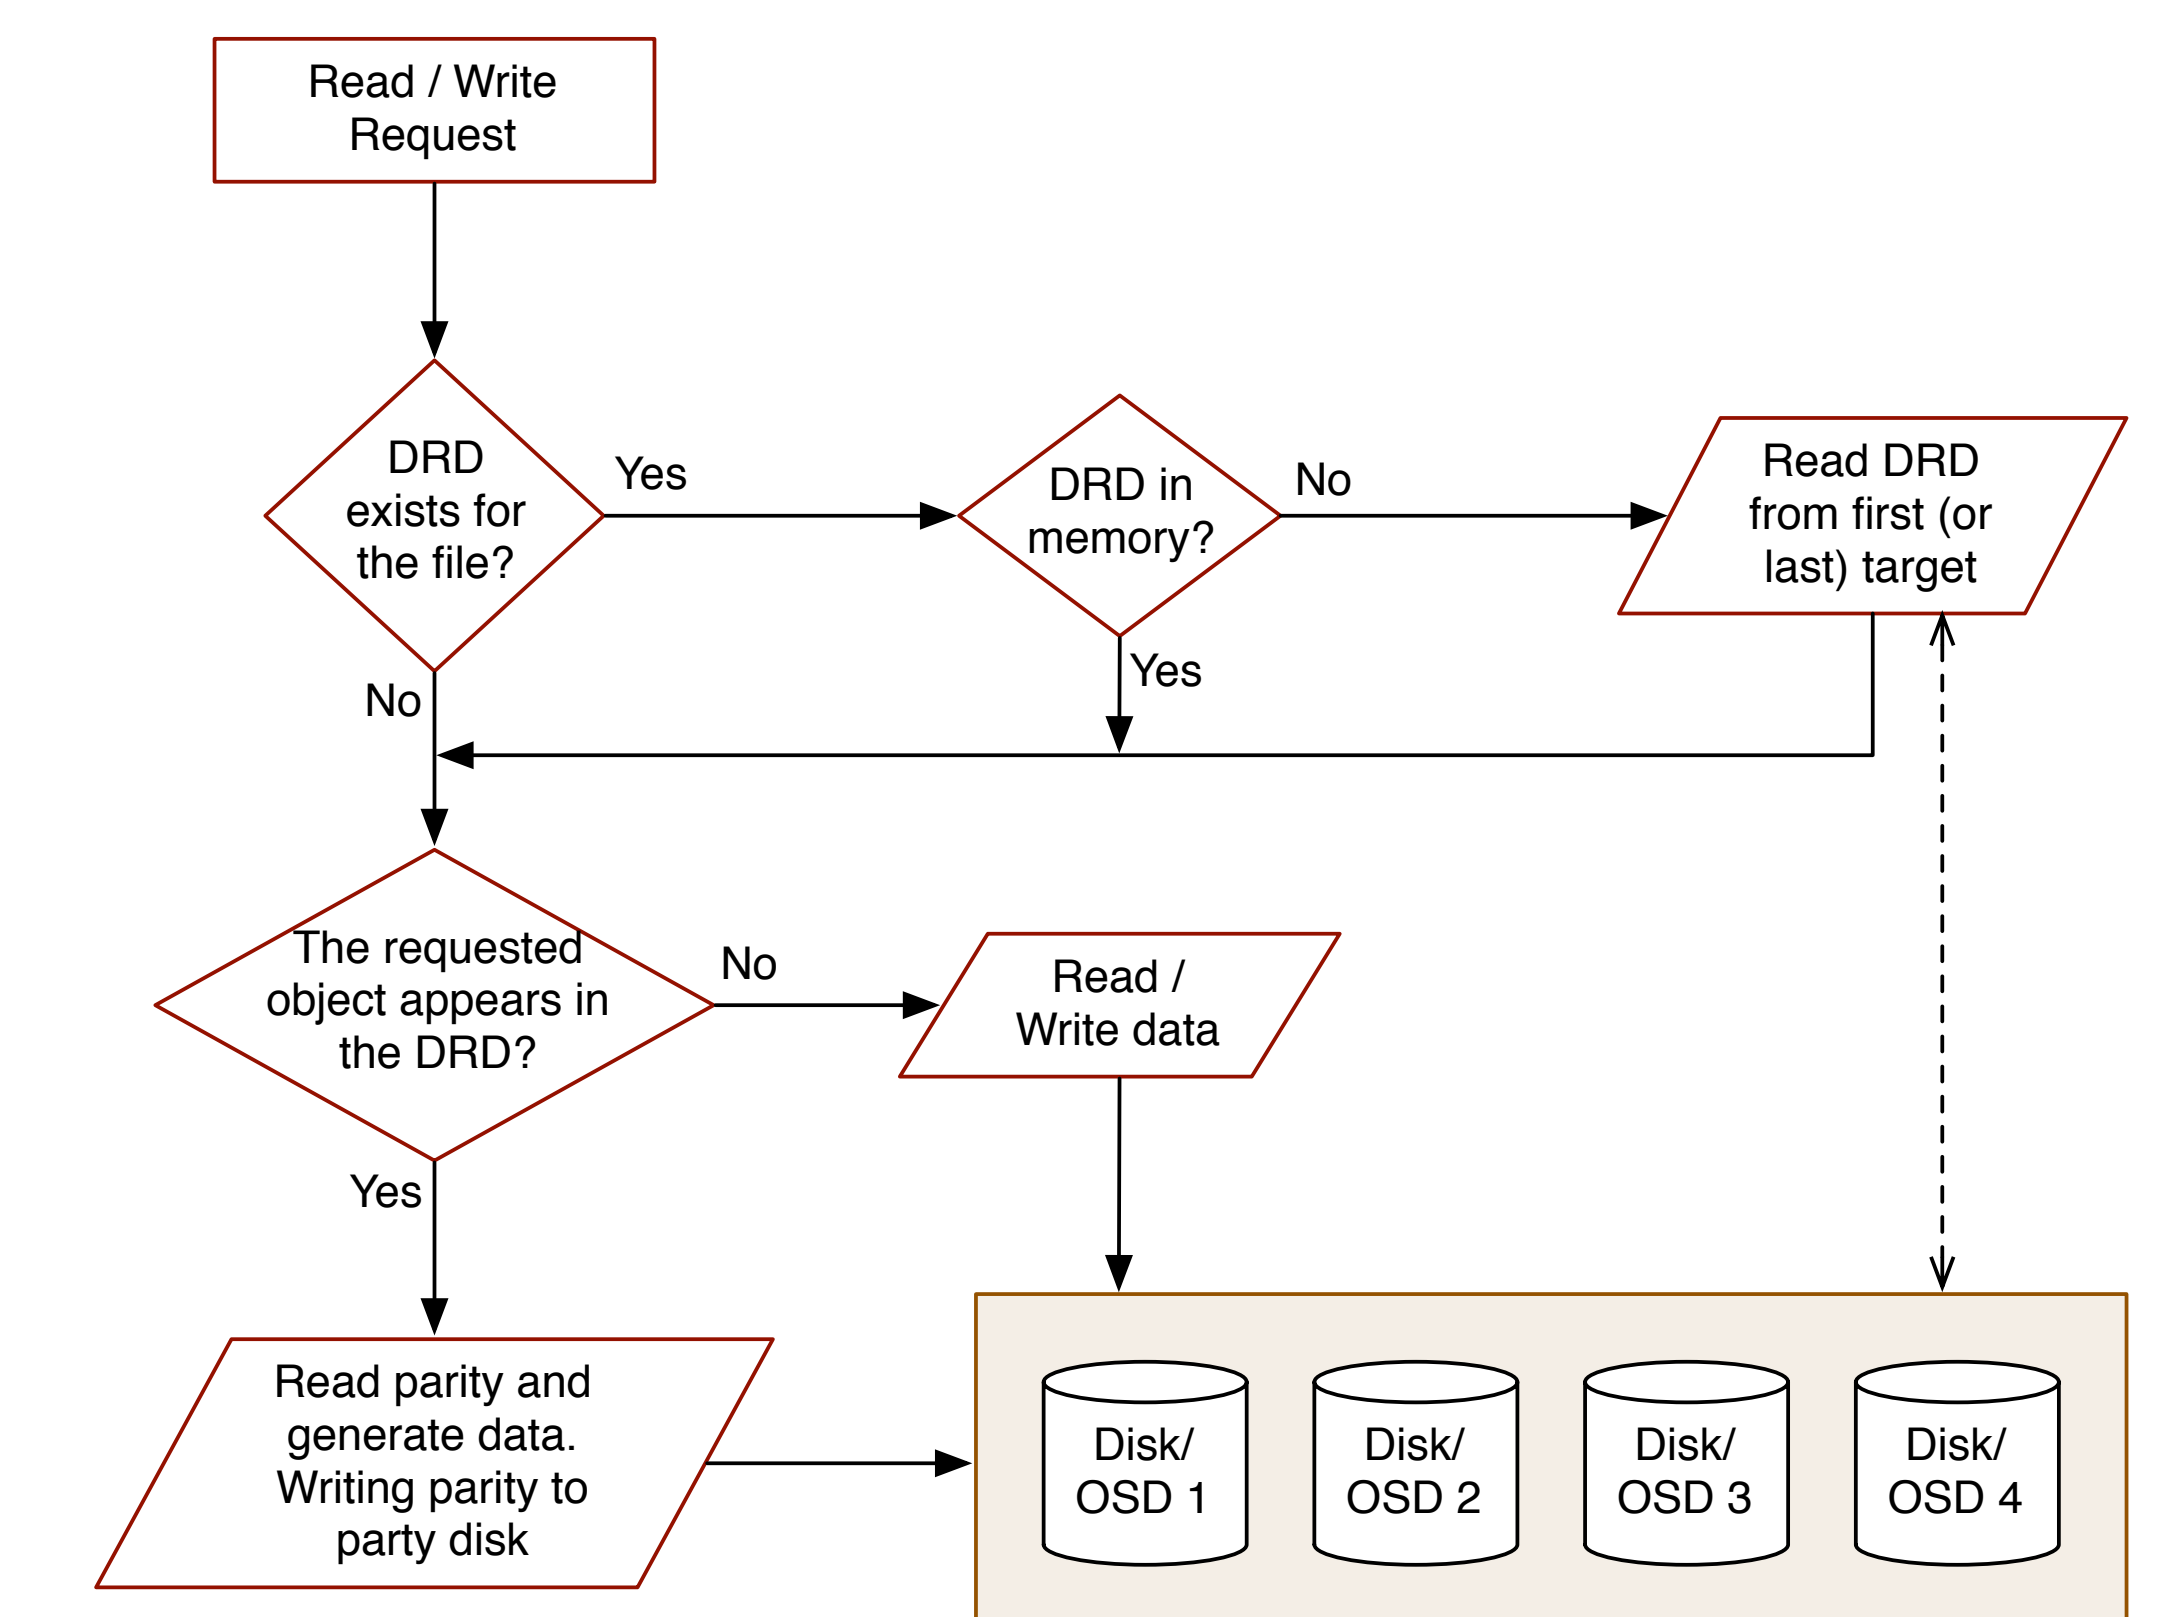 Read / Write
Request
DRD
exists for
the file?
Yes
DRD in
memory?
No
Read DRD
from first (or
last) target
No
Yes
The requested
object appears in
the DRD?
No
Read /
Write data
Yes
Read parity and
generate data.
Writing parity to
party disk
Disk/
OSD 1
Disk/
OSD 2
Disk/
OSD 3
Disk/
OSD 4